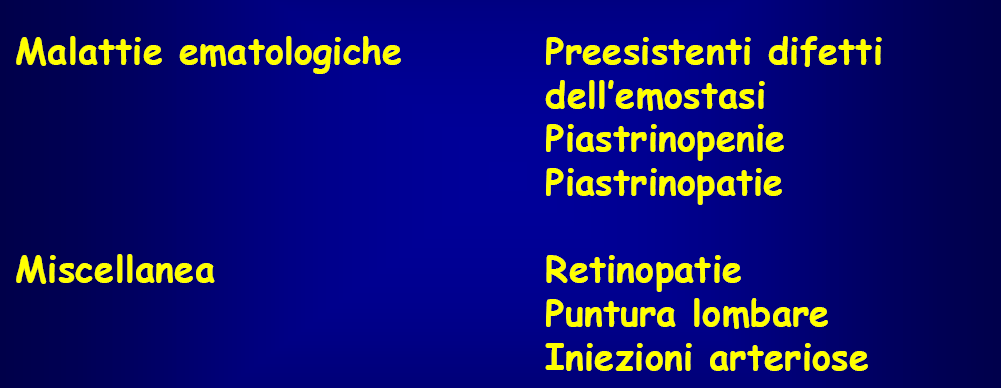 Malattie ematologiche Preesistenti difetti
dell'emostasi
Piastrinopenie
Piastrinopatie
Miscellanea Retinopatie
Puntura lombare
Iniezioni arteriose